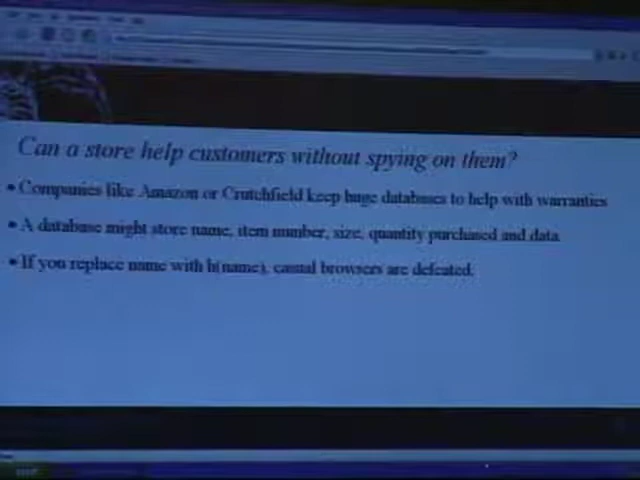 Can a store help customers without spying on them?
• Companies like Amazon or Crutchfield keep huge databases to help with warranties
• A database might store name, item number, size, quantity purchased and data.
• If you replace name with h(name), casual browsers are defeated.